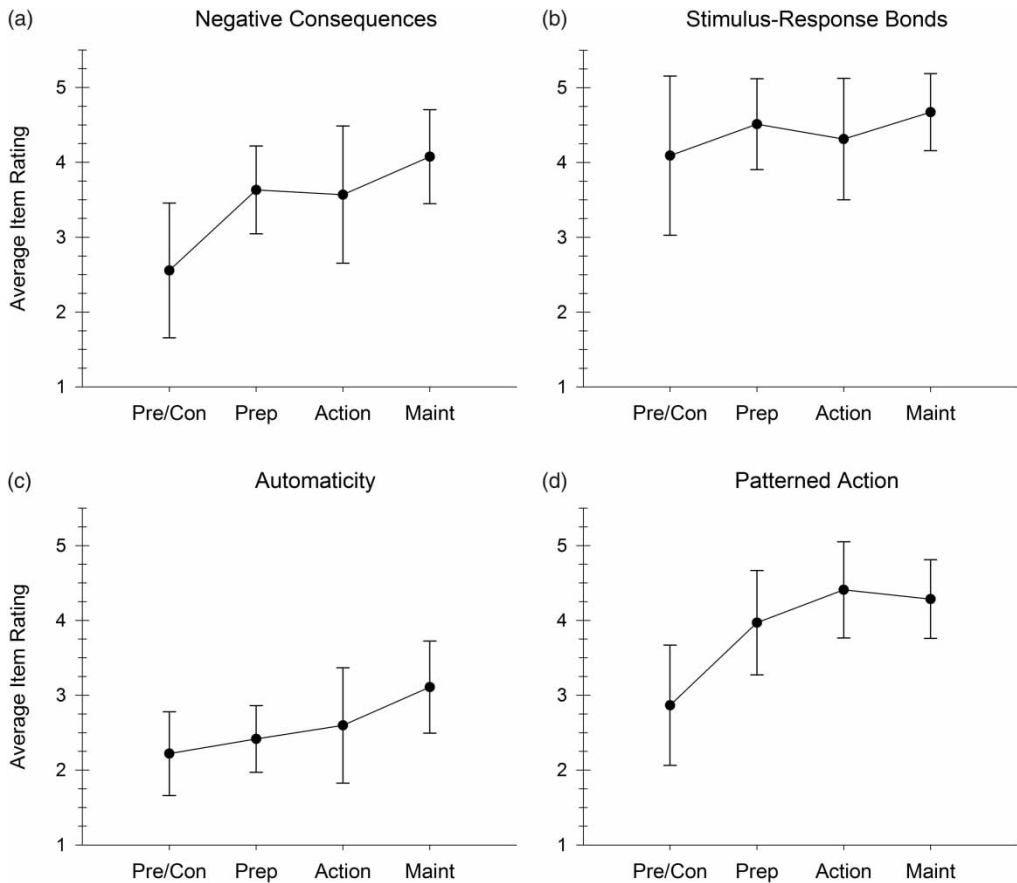 (a) Negative Consequences
Average Item Rating
5
4
3
2
1
Pre/Con Prep Action Maint
(b) Stimulus-Response Bonds
5
4
3
2
1
Pre/Con Prep Action Maint
(c) Automaticity
Average Item Rating
5
4
3
2
1
Pre/Con Prep Action Maint
(d) Patterned Action
5
4
3
2
1
Pre/Con Prep Action Maint